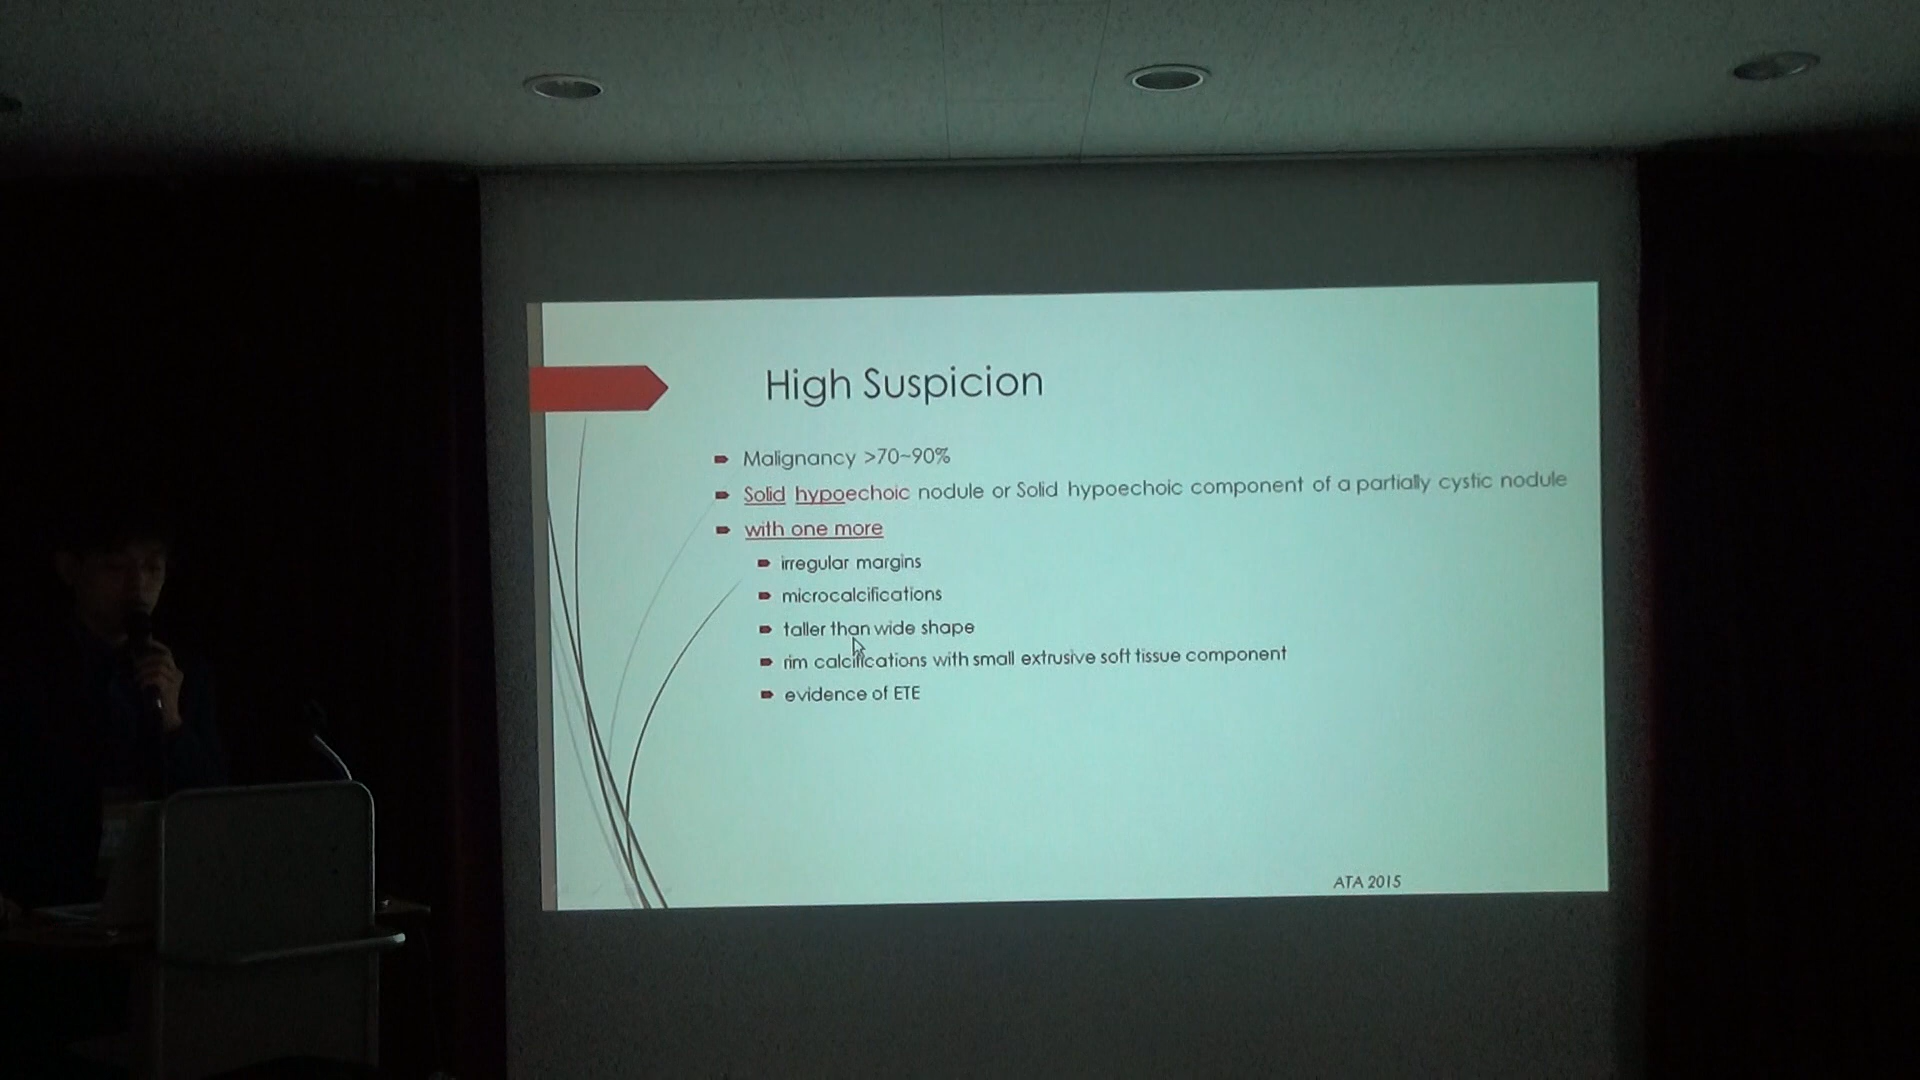 High Suspicion
Malignancy >70~90%
Solid hypoechoic nodule or Solid hypoechoic component of a partially cystic nodule
with one more
irregular margins
microcalcifications
taller than wide shape
rim calcifications with small extrusive soft tissue component
evidence of ETE
ATA 2015